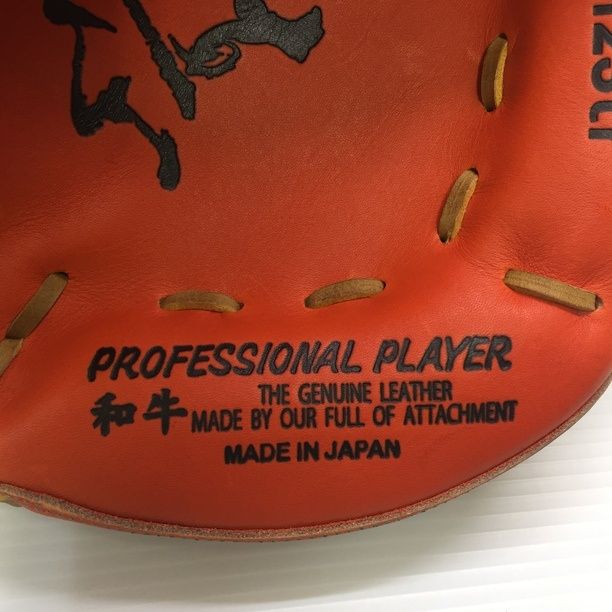 PROFESSIONAL PLAYER
和牛
THE GENUINE LEATHER
MADE BY OUR FULL OF ATTACHMENT
MADE IN JAPAN